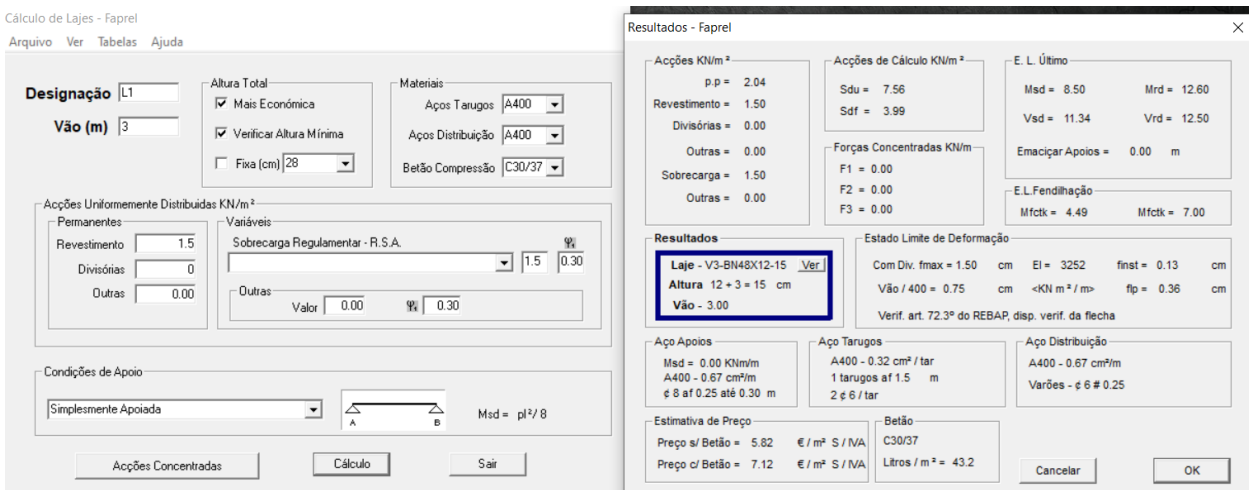 Cálculo de Lajes - Faprel
Arquivo Ver Tabelas Ajuda
Designação L1
Vão (m) 3
Altura Total
Mais Económica
Verificar Altura Mínima
Fixa (cm) 28
Materiais
Aços Tarugos A400
Aços Distribuição A400
Betão Compressão C30/37
Acções Uniformemente Distribuidas KN/m²
Permanentes
Revestimento 1.5
Divisórias 0
Outras 0.00
Variáveis
Sobrecarga Regulamentar - R.S.A. Ψ1
1.5 0.30
Outras
Valor 0.00 Ψ1 0.30
Condições de Apoio
Simplesmente Apoiada
A B
Msd = pl²/ 8
Acções Concentradas Cálculo Sair
Resultados - Faprel
Acções KN/m ²
p.p = 2.04
Revestimento = 1.50
Divisórias = 0.00
Outras = 0.00
Sobrecarga = 1.50
Outras = 0.00
Acções de Cálculo KN/m ²
Sdu = 7.56
Sdf = 3.99
Forças Concentradas KN/m
F1 = 0.00
F2 = 0.00
F3 = 0.00
E. L. Último
Msd = 8.50 Mrd = 12.60
Vsd = 11.34 Vrd = 12.50
Emaciçar Apoios = 0.00 m
E.L.Fendilhação
Mfctk = 4.49 Mfctk = 7.00
Resultados
Laje - V3-BN48X12-15 Ver
Altura 12 + 3 = 15 cm
Vão - 3.00
Estado Limite de Deformação
Com Div. fmax = 1.50 cm EI = 3252 finst = 0.13 cm
Vão / 400 = 0.75 cm <KN m ² / m> flp = 0.36 cm
Verif. art. 72.3º do REBAP, disp. verif. da flecha
Aço Apoios
Msd = 0.00 KNm/m
A400 - 0.67 cm²/m
¢ 8 af 0.25 até 0.30 m
Aço Tarugos
A400 - 0.32 cm² / tar
1 tarugos af 1.5 m
2 ¢ 6 / tar
Aço Distribuição
A400 - 0.67 cm²/m
Varões - ¢ 6 # 0.25
Estimativa de Preço
Preço s/ Betão = 5.82 € / m² S / IVA
Preço c/ Betão = 7.12 € / m² S / IVA
Betão
C30/37
Litros / m ² = 43.2
Cancelar OK